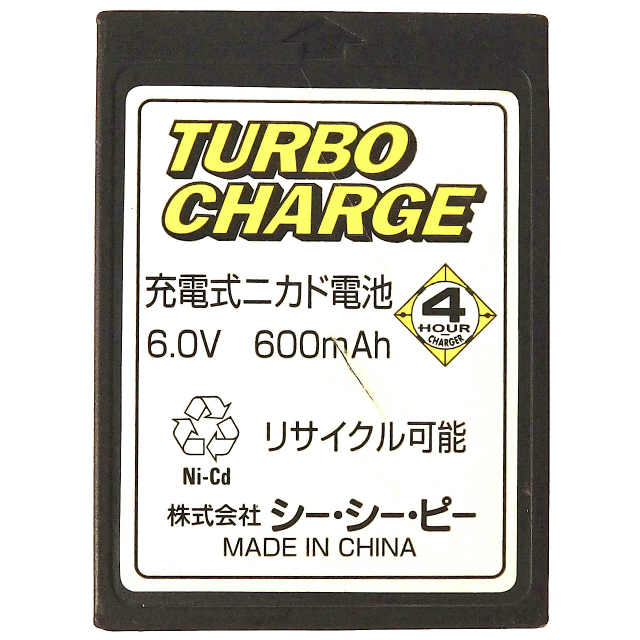 TURBO
CHARGE
充電式ニカド電池
6.0V 600mAh
4
HOUR
CHARGER
リサイクル可能
Ni-Cd
株式会社 シー・シー・ピー
MADE IN CHINA